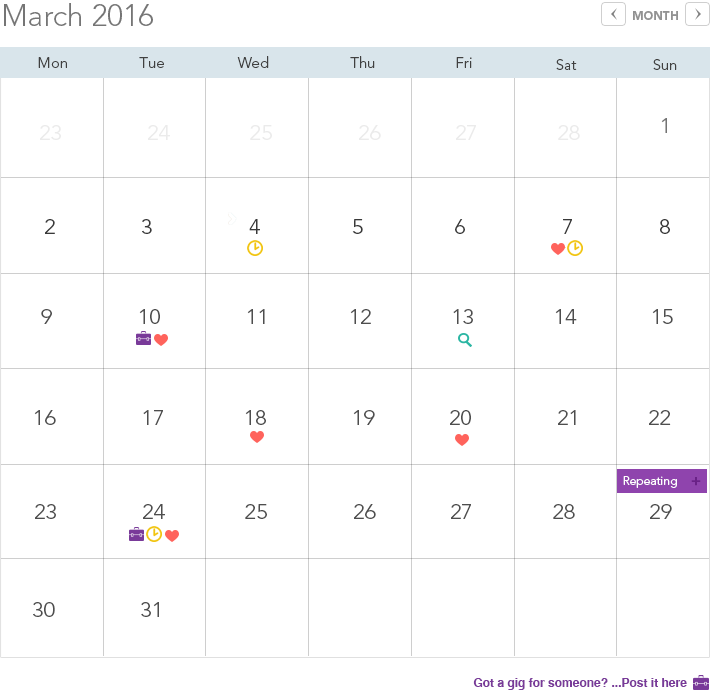 March 2016
MONTH
Mon Tue Wed Thu Fri Sat Sun
23 24 25 26 27 28 1
2 3 4 5 6 7 8
9 10 11 12 13 14 15
16 17 18 19 20 21 22
Repeating +
23 24 25 26 27 28 29
30 31
Got a gig for someone? ...Post it here